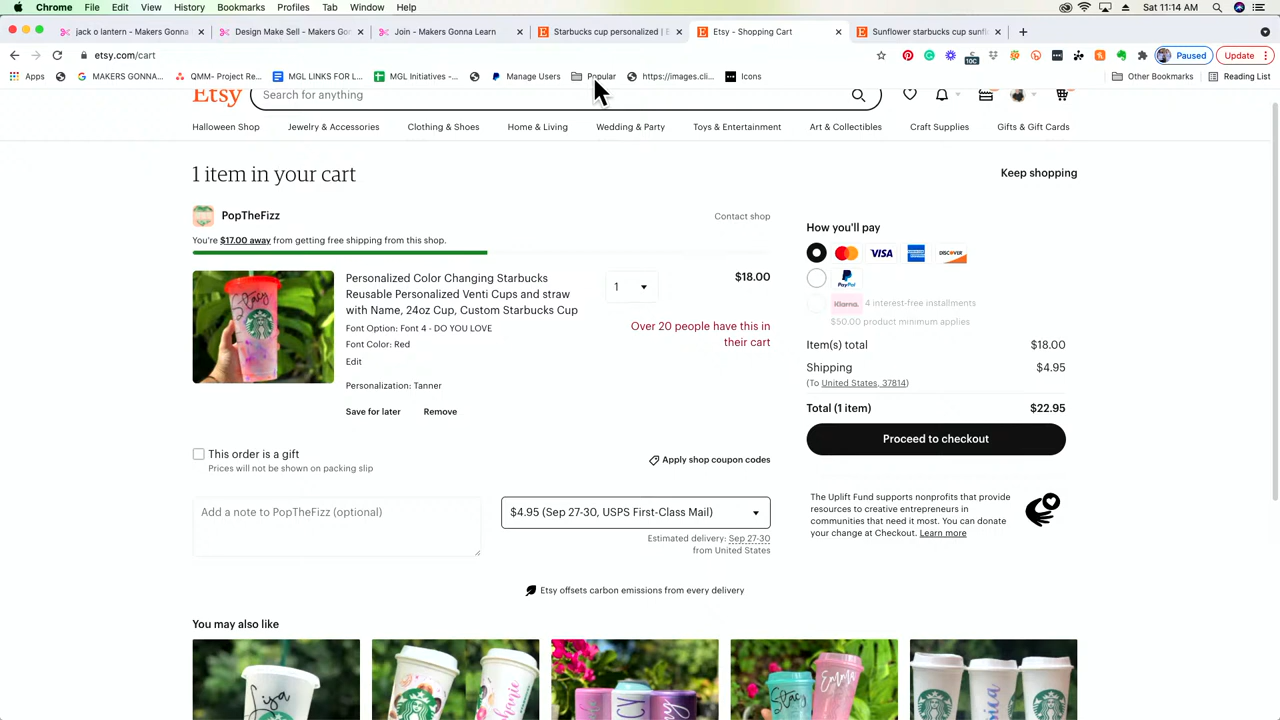 Chrome File Edit View History Bookmarks Profiles Tab Window Help
Sat 11:14 AM
jack o lantern - Makers Gonna
Design Make Sell - Makers Go
Join - Makers Gonna Learn
Starbucks cup personalized | E
Etsy - Shopping Cart
Sunflower starbucks cup sunfl
etsy.com/cart
10C
Paused
Update
Apps
MAKERS GONNA...
QMM- Project Re...
MGL LINKS FOR L...
MGL Initiatives -...
Manage Users
Popular
https://images.cli...
Icons
Other Bookmarks
Reading List
Etsy
Search for anything
Halloween Shop
Jewelry & Accessories
Clothing & Shoes
Home & Living
Wedding & Party
Toys & Entertainment
Art & Collectibles
Craft Supplies
Gifts & Gift Cards
1 item in your cart
Keep shopping
PopTheFizz
Contact shop
You're $17.00 away from getting free shipping from this shop.
Personalized Color Changing Starbucks
Reusable Personalized Venti Cups and straw
with Name, 24oz Cup, Custom Starbucks Cup
Font Option: Font 4 - DO YOU LOVE
Font Color: Red
Edit
Personalization: Tanner
Save for later
Remove
1
$18.00
Over 20 people have this in
their cart
This order is a gift
Prices will not be shown on packing slip
Apply shop coupon codes
Add a note to PopTheFizz (optional)
$4.95 (Sep 27-30, USPS First-Class Mail)
Estimated delivery: Sep 27-30
from United States
Etsy offsets carbon emissions from every delivery
How you'll pay
VISA
DISCOVER
PayPal
Klarna.
4 interest-free installments
$50.00 product minimum applies
Item(s) total $18.00
Shipping $4.95
(To United States, 37814)
Total (1 item) $22.95
Proceed to checkout
The Uplift Fund supports nonprofits that provide
resources to creative entrepreneurs in
communities that need it most. You can donate
your change at Checkout. Learn more
You may also like
Lisa
Stacy
Emma